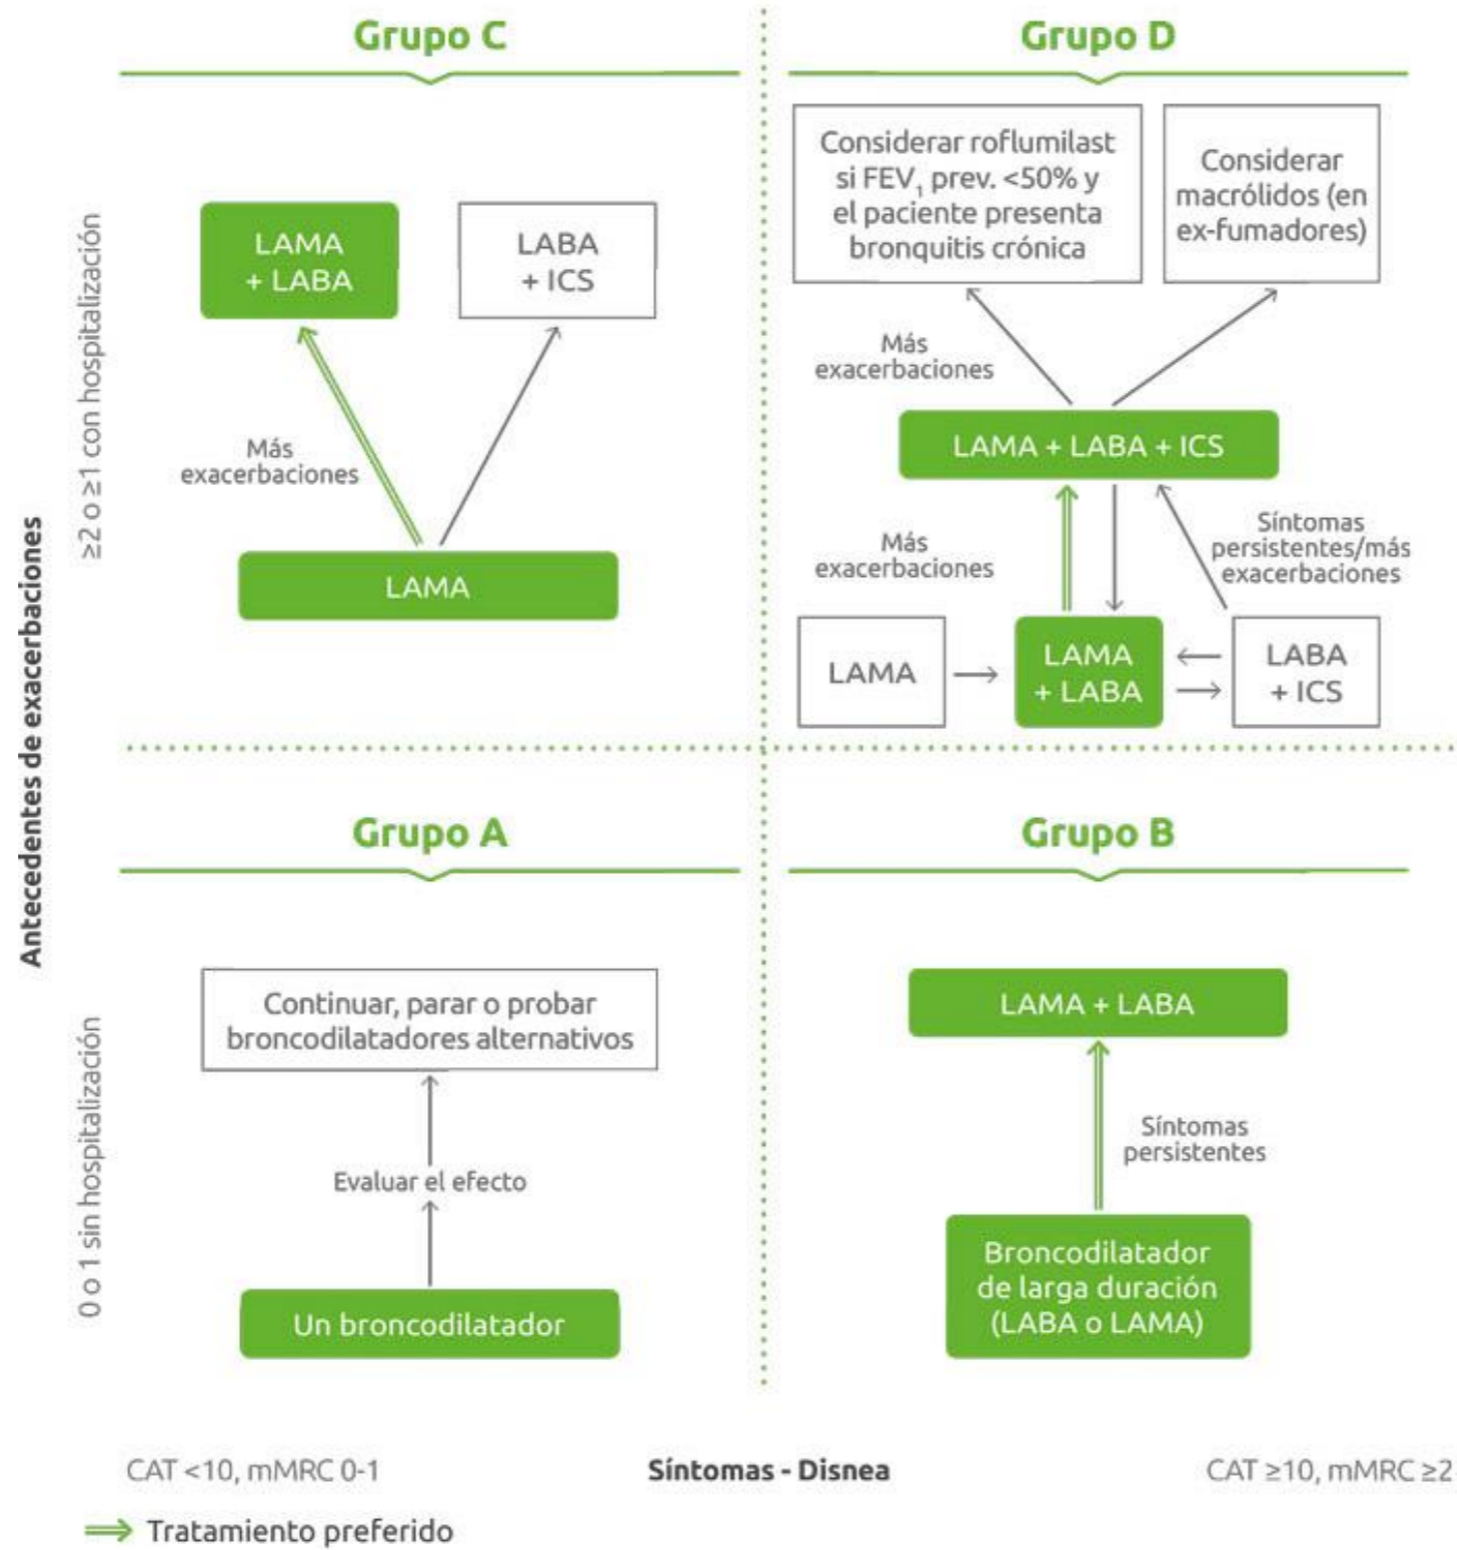 Grupo C
LAMA
+ LABA
LABA
+ ICS
Más
exacerbaciones
LAMA
Grupo D
Considerar roflumilast
si FEV₁ prev. <50% y
el paciente presenta
bronquitis crónica
Considerar
macrólidos (en
ex-fumadores)
Más
exacerbaciones
LAMA + LABA + ICS
Más
exacerbaciones
Síntomas
persistentes/más
exacerbaciones
LAMA
LAMA
+ LABA
LABA
+ ICS
Antecedentes de exacerbaciones
≥2 o ≥1 con hospitalización
0 o 1 sin hospitalización
Grupo A
Continuar, parar o probar
broncodilatadores alternativos
Evaluar el efecto
Un broncodilatador
Grupo B
LAMA + LABA
Síntomas
persistentes
Broncodilatador
de larga duración
(LABA o LAMA)
CAT <10, mMRC 0-1
Síntomas - Disnea
CAT ≥10, mMRC ≥2
Tratamiento preferido